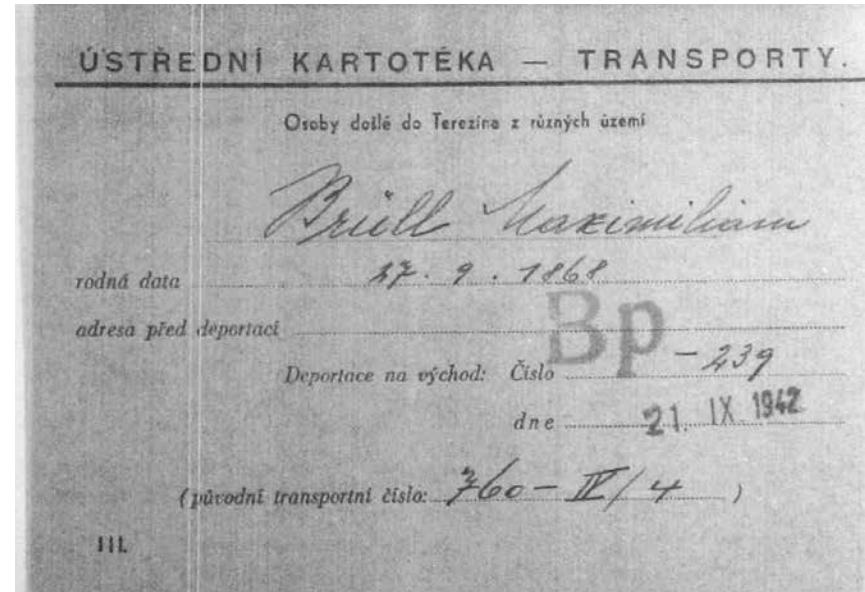 ÚSTŘEDNÍ KARTOTÉKA — TRANSPORTY.
Osoby došlé do Terezína z různých území
Brüll Maximilian
rodná data 27. 9. 1868
adresa před deportací
Deportace na východ: Číslo Bp - 239
dne 21. IX 1942
(původní transportní číslo: 760 - IV/4)
III.